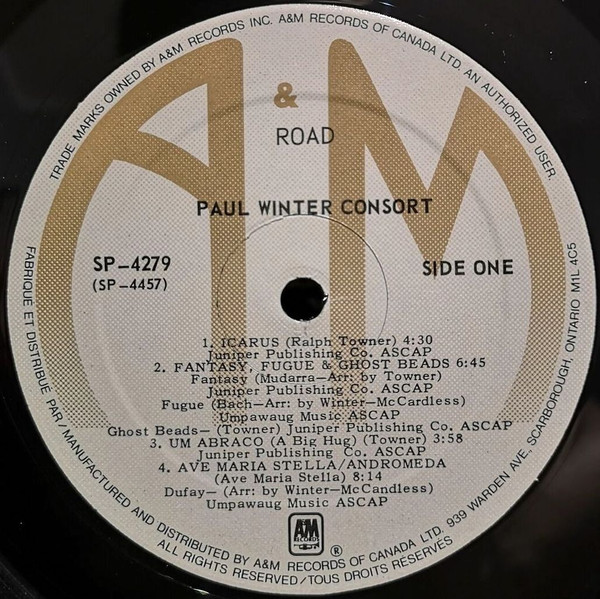 TRADE MARKS OWNED BY A&M RECORDS INC. A&M RECORDS OF CANADA LTD. AN AUTHORIZED USER.
A & M
ROAD
PAUL WINTER CONSORT
SP-4279
(SP-4457)
SIDE ONE
1. ICARUS (Ralph Towner) 4:30
Juniper Publishing Co. ASCAP
2. FANTASY, FUGUE & GHOST BEADS 6:45
Fantasy (Mudarra-Arr: by Towner)
Juniper Publishing Co. ASCAP
Fugue (Bach-Arr: by Winter-McCardless)
Umpawaug Music ASCAP
Ghost Beads- (Towner) Juniper Publishing Co. ASCAP
3. UM ABRACO (A Big Hug) (Towner) 3:58
Juniper Publishing Co. ASCAP
4. AVE MARIA STELLA/ANDROMEDA
(Ave Maria Stella) 8:14
Dufay- (Arr: by Winter-McCandless)
Umpawaug Music ASCAP
A&M
RECORDS
®
FABRIQUE ET DISTRIBUÉ PAR/MANUFACTURED AND DISTRIBUTED BY A&M RECORDS OF CANADA LTD. 939 WARDEN AVE., SCARBOROUGH, ONTARIO M1L 4C5
ALL RIGHTS RESERVED/TOUS DROITS RESERVÉS